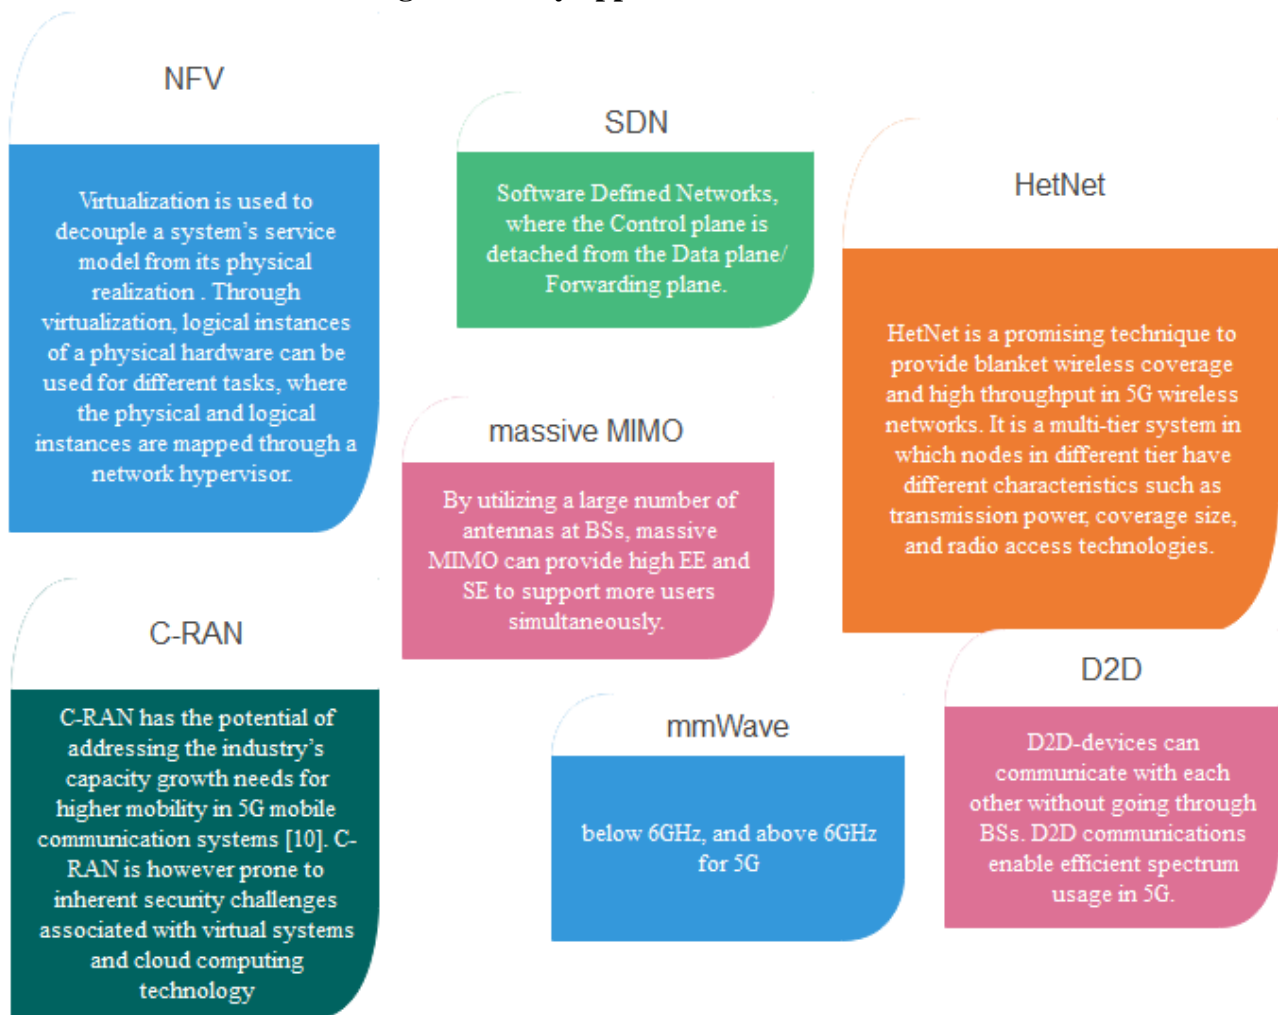 NFV
Virtualization is used to
decouple a system’s service
model from its physical
realization . Through
virtualization, logical instances
of a physical hardware can be
used for different tasks, where
the physical and logical
instances are mapped through a
network hypervisor.
SDN
Software Defined Networks,
where the Control plane is
detached from the Data plane/
Forwarding plane.
HetNet
HetNet is a promising technique to
provide blanket wireless coverage
and high throughput in 5G wireless
networks. It is a multi-tier system in
which nodes in different tier have
different characteristics such as
transmission power, coverage size,
and radio access technologies.
massive MIMO
By utilizing a large number of
antennas at BSs, massive
MIMO can provide high EE and
SE to support more users
simultaneously.
C-RAN
C-RAN has the potential of
addressing the industry’s
capacity growth needs for
higher mobility in 5G mobile
communication systems [10]. C-
RAN is however prone to
inherent security challenges
associated with virtual systems
and cloud computing
technology
mmWave
below 6GHz, and above 6GHz
for 5G
D2D
D2D-devices can
communicate with each
other without going through
BSs. D2D communications
enable efficient spectrum
usage in 5G.